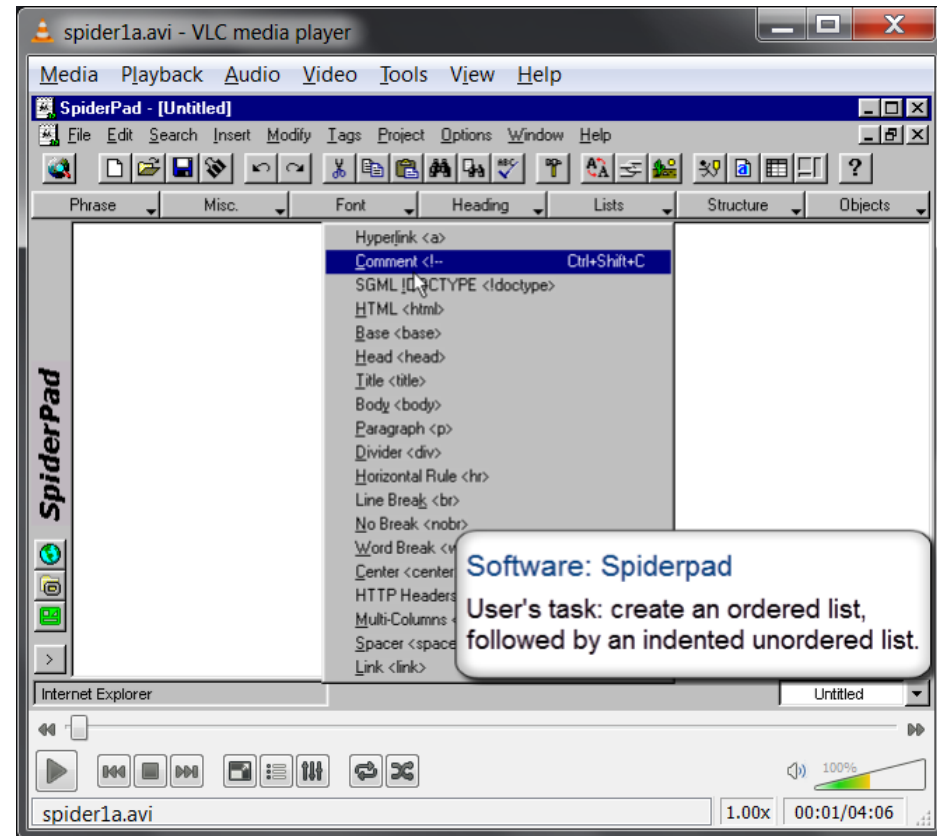 spider1a.avi - VLC media player
Media Playback Audio Video Tools View Help
SpiderPad - [Untitled]
File Edit Search Insert Modify Tags Project Options Window Help
Phrase Misc. Font Heading Lists Structure Objects
Hyperlink <a>
Comment <!-- Ctrl+Shift+C
SGML !DOCTYPE <!doctype>
HTML <html>
Base <base>
Head <head>
Title <title>
Body <body>
Paragraph <p>
Divider <div>
Horizontal Rule <hr>
Line Break <br>
No Break <nobr>
Word Break <w
Center <center
HTTP Headers
Multi-Columns <
Spacer <space
Link <link>
SpiderPad
Software: Spiderpad
User's task: create an ordered list,
followed by an indented unordered list.
Internet Explorer Untitled
100%
spider1a.avi 1.00x 00:01/04:06